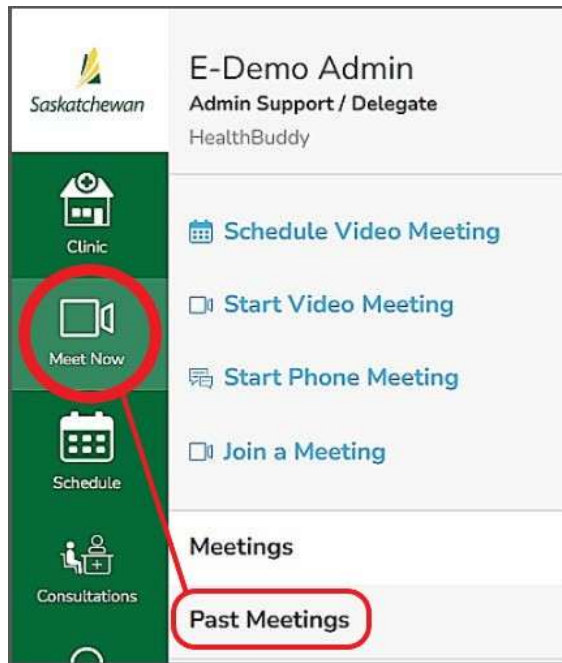 Saskatchewan
E-Demo Admin
Admin Support / Delegate
HealthBuddy
Clinic
Schedule Video Meeting
Meet Now
Start Video Meeting
Start Phone Meeting
Schedule
Join a Meeting
Consultations
Meetings
Past Meetings